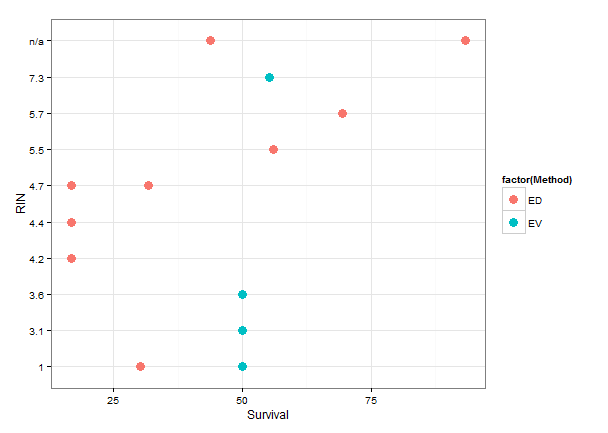 n/a
7.3
5.7
5.5
4.7
4.4
4.2
3.6
3.1
1
RIN
25 50 75
Survival
factor(Method)
ED
EV